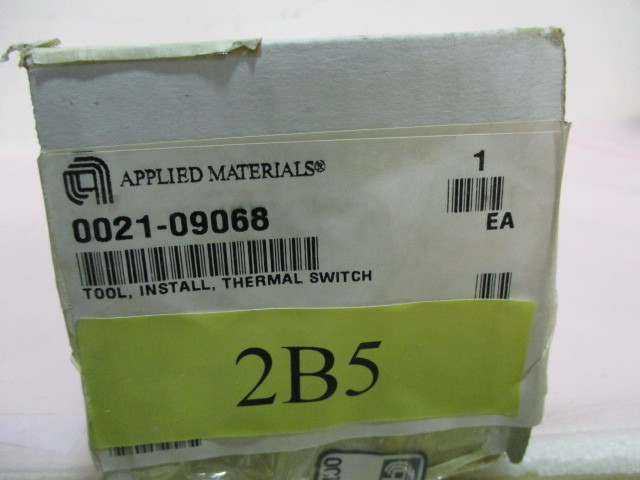 APPLIED MATERIALS®
1
0021-09068
EA
TOOL, INSTALL, THERMAL SWITCH
2B5